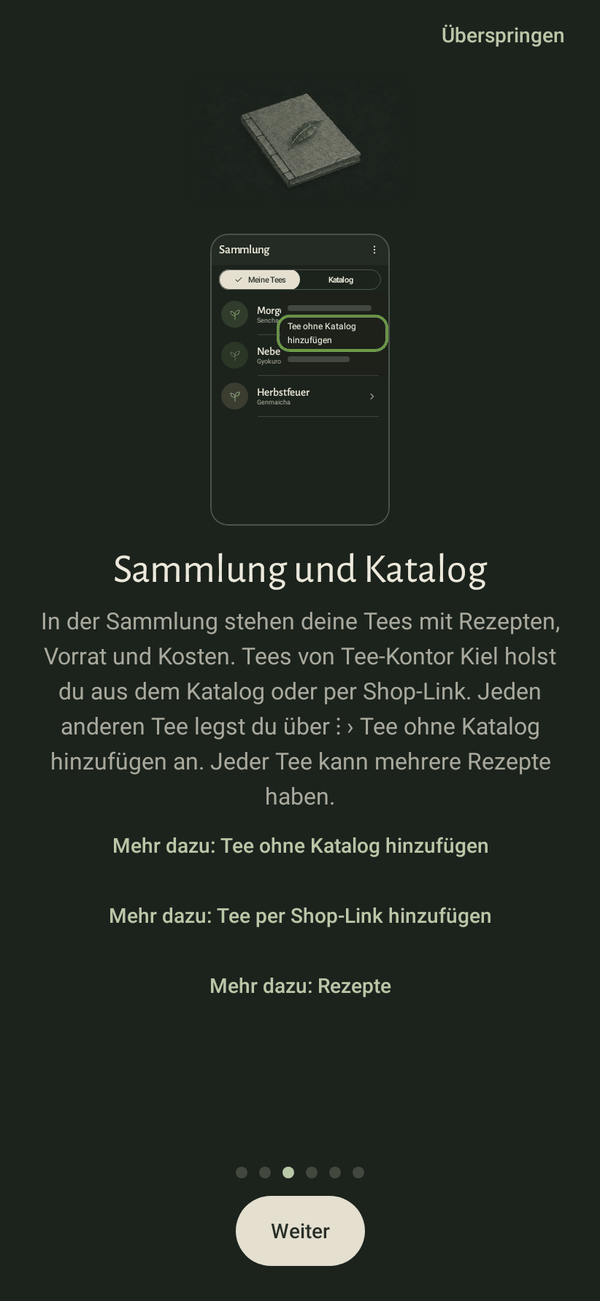 Überspringen
Sammlung
Meine Tees
Katalog
Morg
Sencha
Tee ohne Katalog
hinzufügen
Nebe
Gyokuro
Herbstfeuer
Genmaicha
Sammlung und Katalog
In der Sammlung stehen deine Tees mit Rezepten,
Vorrat und Kosten. Tees von Tee-Kontor Kiel holst
du aus dem Katalog oder per Shop-Link. Jeden
anderen Tee legst du über ⋮ › Tee ohne Katalog
hinzufügen an. Jeder Tee kann mehrere Rezepte
haben.
Mehr dazu: Tee ohne Katalog hinzufügen
Mehr dazu: Tee per Shop-Link hinzufügen
Mehr dazu: Rezepte
Weiter